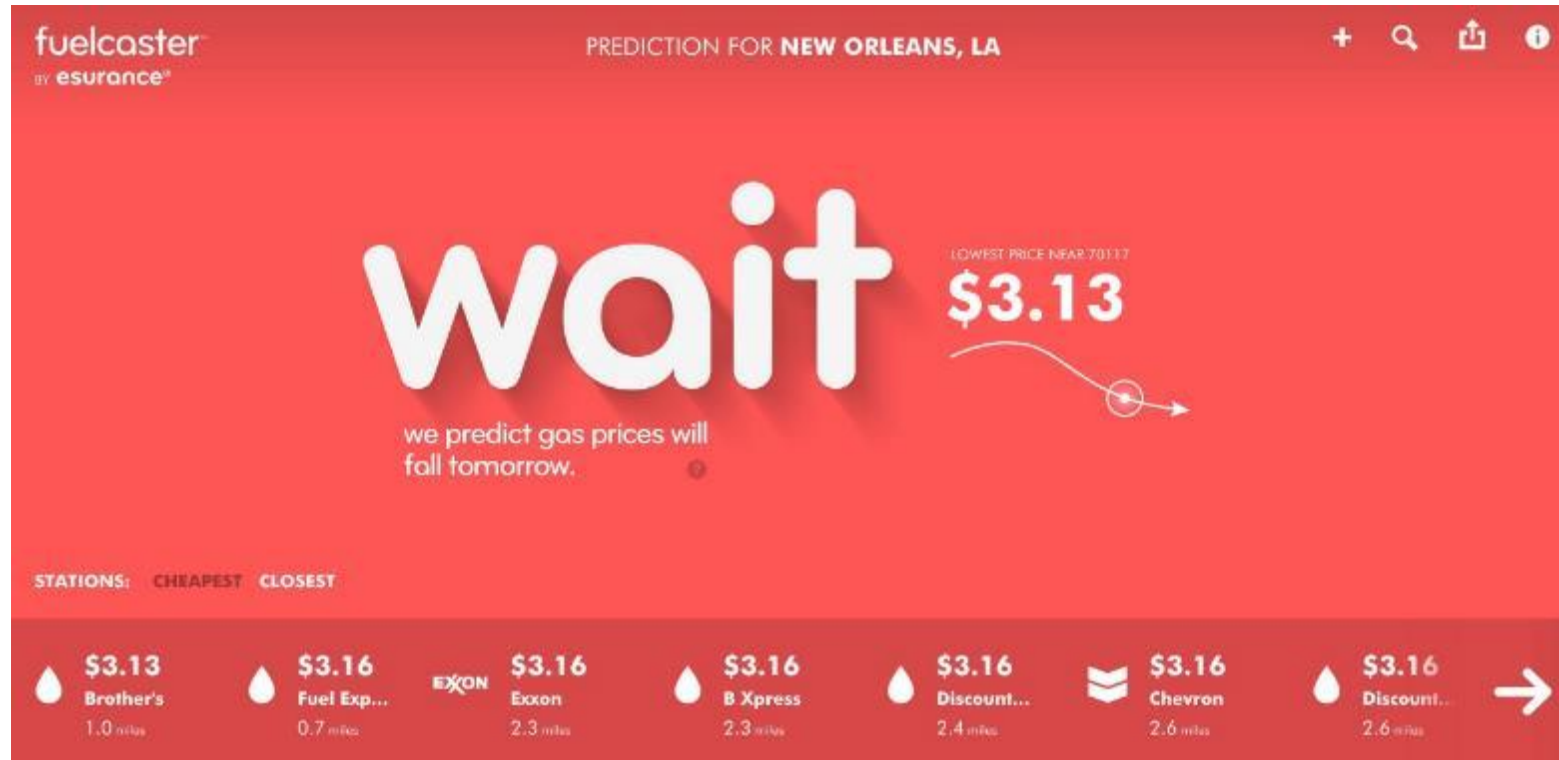 fuelcaster
BY esurance
PREDICTION FOR NEW ORLEANS, LA
wait
we predict gas prices will
fall tomorrow.
?
LOWEST PRICE NEAR 70117
$3.13
STATIONS: CHEAPEST CLOSEST
$3.13
Brother's
1.0 miles
$3.16
Fuel Exp...
0.7 miles
EXXON
$3.16
Exxon
2.3 miles
$3.16
B Xpress
2.3 miles
$3.16
Discount...
2.4 miles
$3.16
Chevron
2.6 miles
$3.16
Discount...
2.6 miles